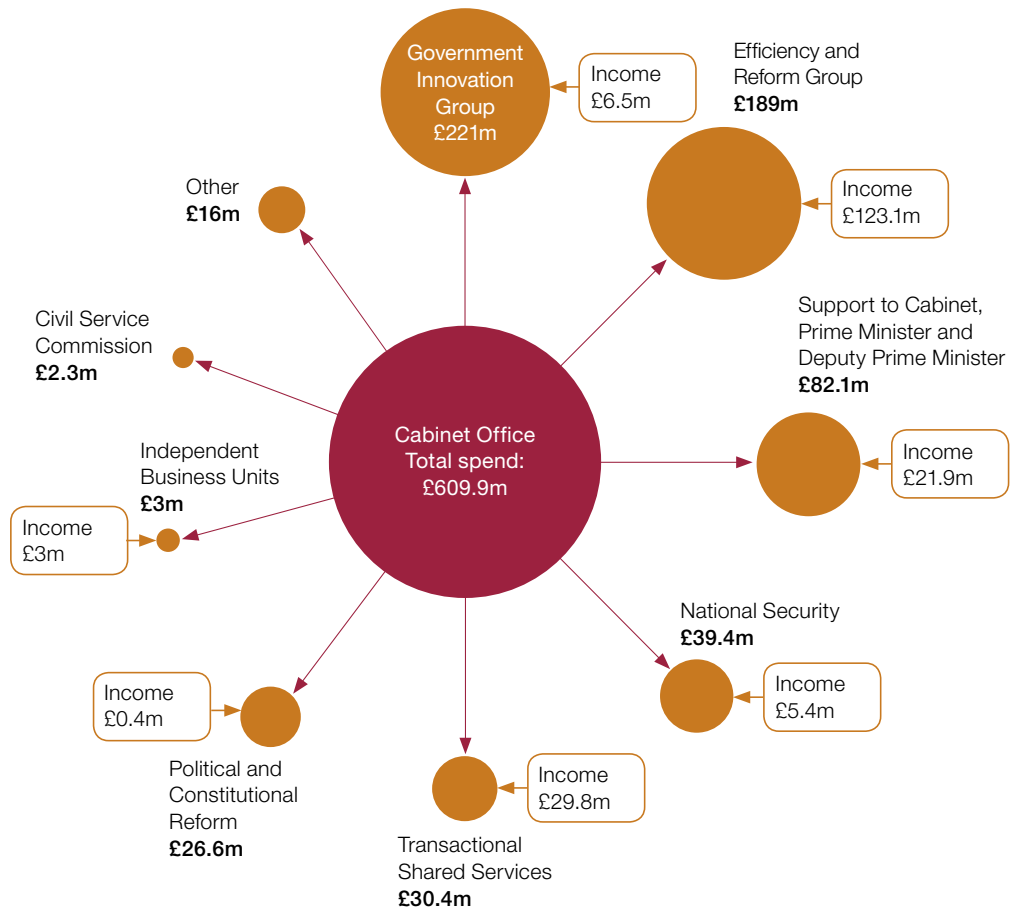 Government
Innovation
Group
£221m
Income
£6.5m
Efficiency and
Reform Group
£189m
Income
£123.1m
Support to Cabinet,
Prime Minister and
Deputy Prime Minister
£82.1m
Income
£21.9m
National Security
£39.4m
Income
£5.4m
Transactional
Shared Services
£30.4m
Income
£29.8m
Political and
Constitutional
Reform
£26.6m
Income
£0.4m
Independent
Business Units
£3m
Income
£3m
Civil Service
Commission
£2.3m
Other
£16m
Cabinet Office
Total spend:
£609.9m